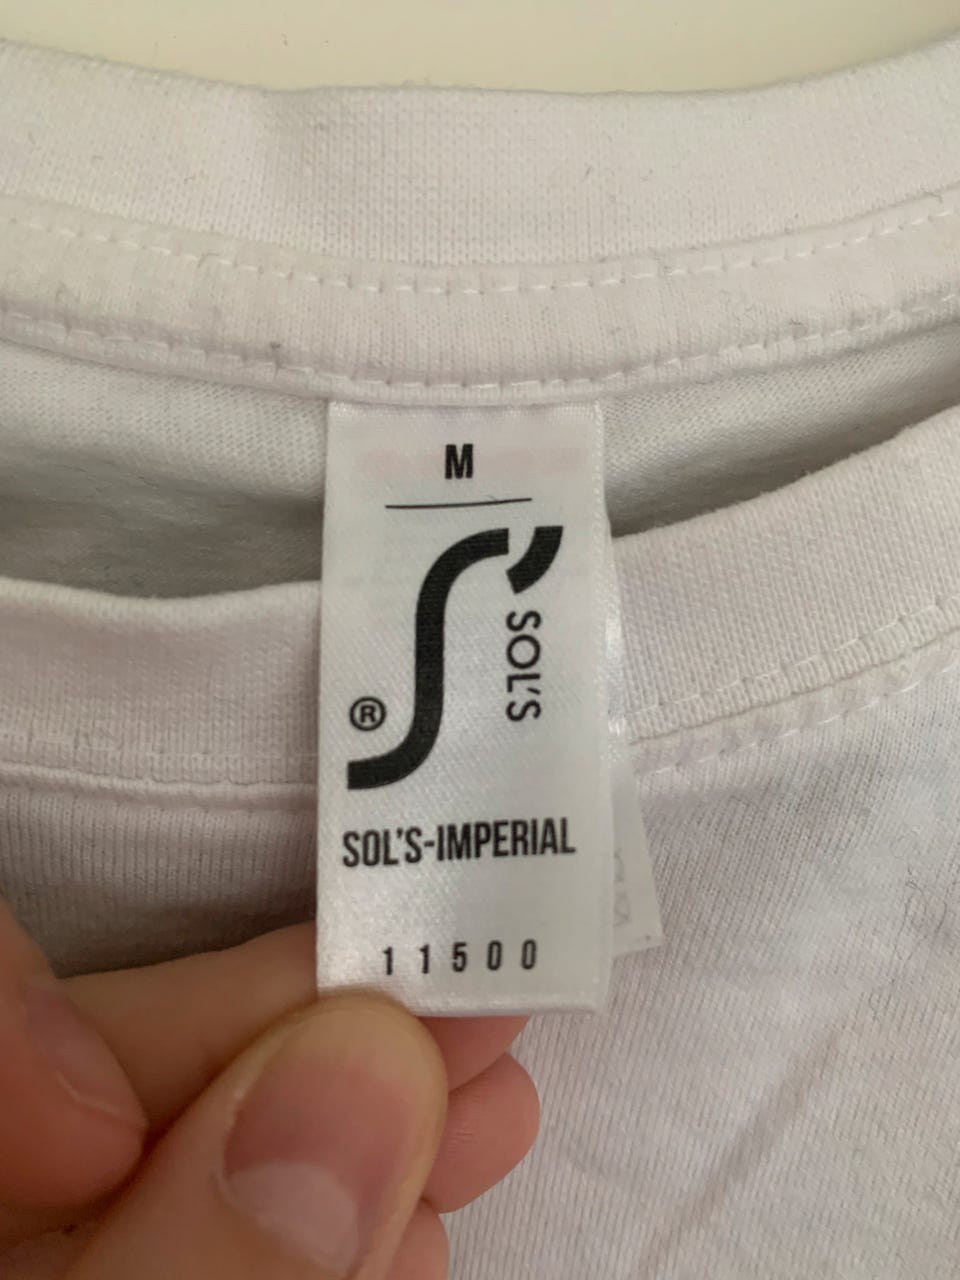 M
SOL'S
®
SOL'S-IMPERIAL
11500